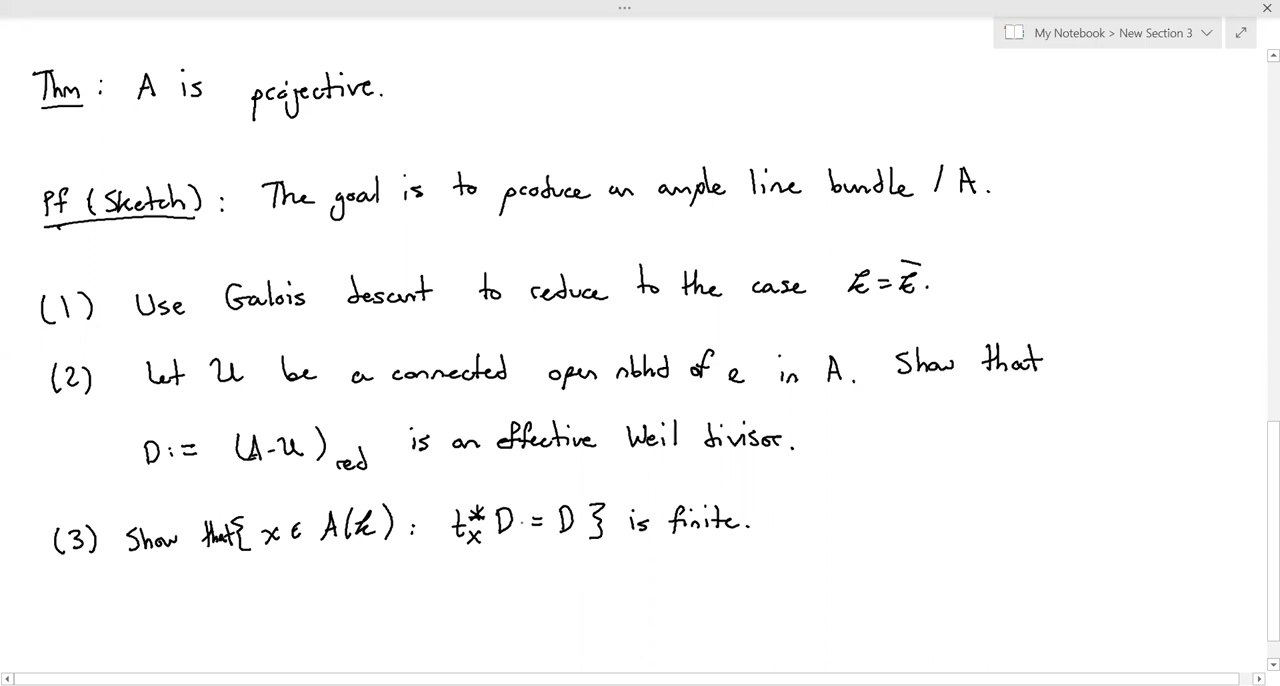 My Notebook > New Section 3
Thm : A is projective.
Pf (Sketch) : The goal is to produce an ample line bundle / A.
(1) Use Galois descent to reduce to the case k = k̄.
(2) Let U be a connected open nbhd of e in A. Show that
D := (A-U)_red is an effective Weil divisor.
(3) Show that { x ∈ A(k) : t_x^* D = D } is finite.